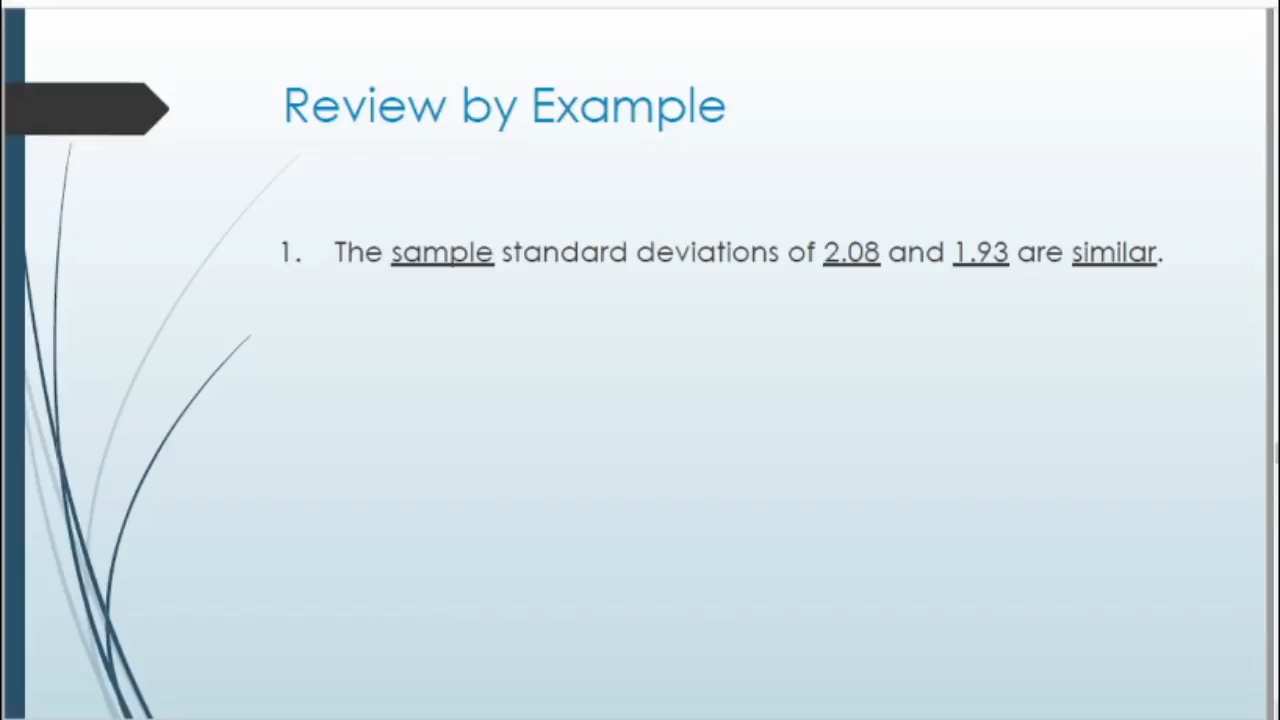 Review by Example
1. The sample standard deviations of 2.08 and 1.93 are similar.